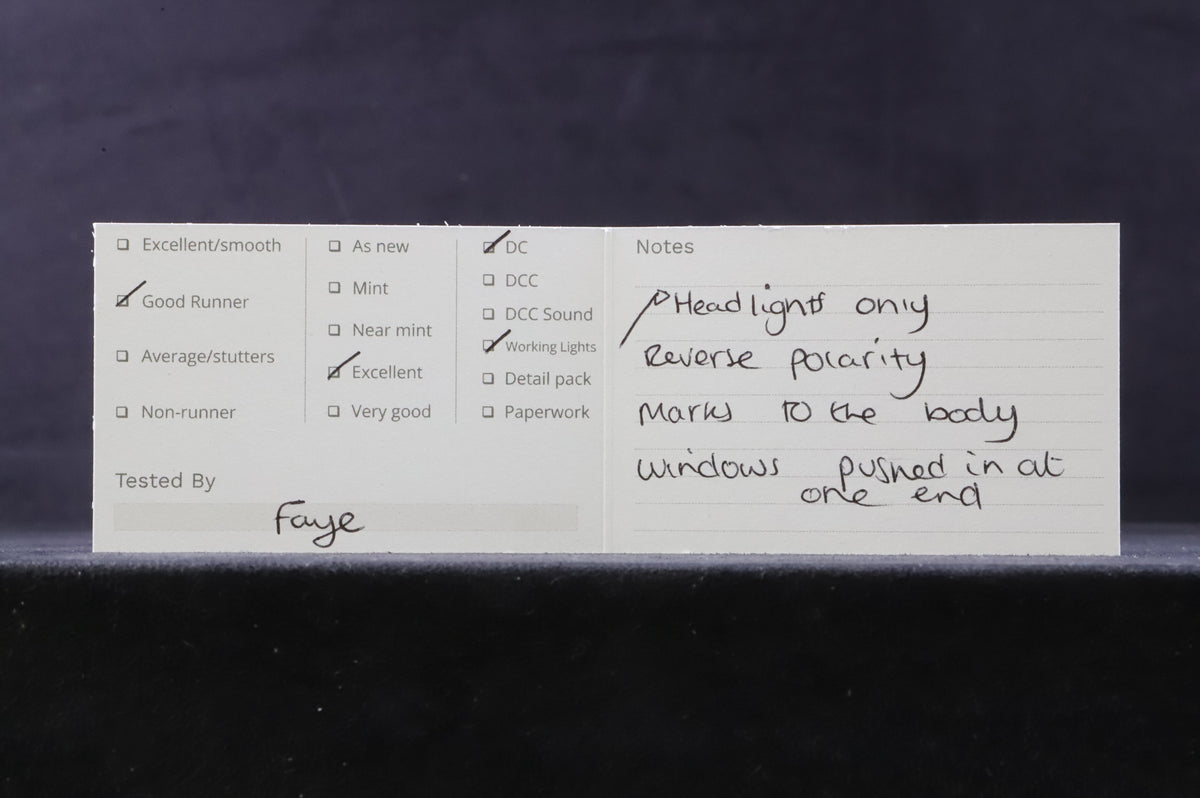 Excellent/smooth
Good Runner
Average/stutters
Non-runner
As new
Mint
Near mint
Excellent
Very good
DC
DCC
DCC Sound
Working Lights
Detail pack
Paperwork
Tested By
Faye
Notes
Headlights only
Reverse polarity
Marks to the body
Windows pushed in at
one end